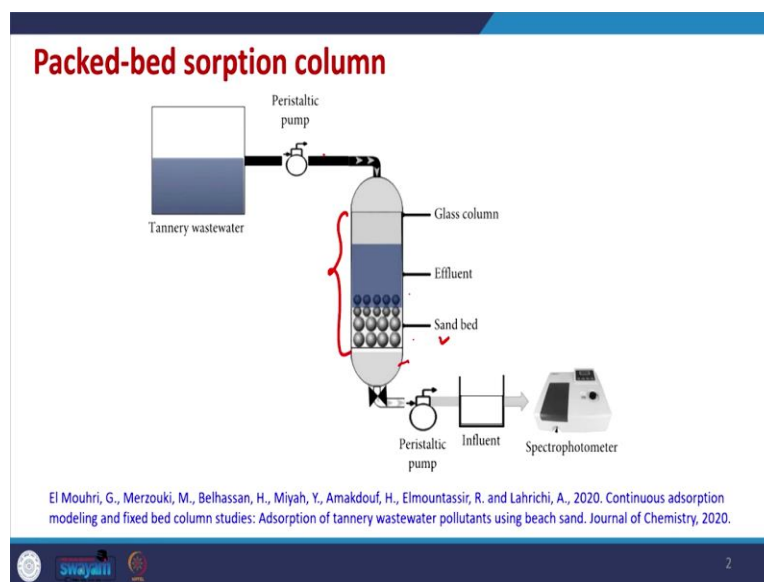 Packed-bed sorption column
Peristaltic
pump
Tannery wastewater
Glass column
Effluent
Sand bed
Peristaltic
pump
Influent
Spectrophotometer
El Mouhri, G., Merzouki, M., Belhassan, H., Miyah, Y., Amakdouf, H., Elmountassir, R. and Lahrichi, A., 2020. Continuous adsorption
modeling and fixed bed column studies: Adsorption of tannery wastewater pollutants using beach sand. Journal of Chemistry, 2020.
swayam
2